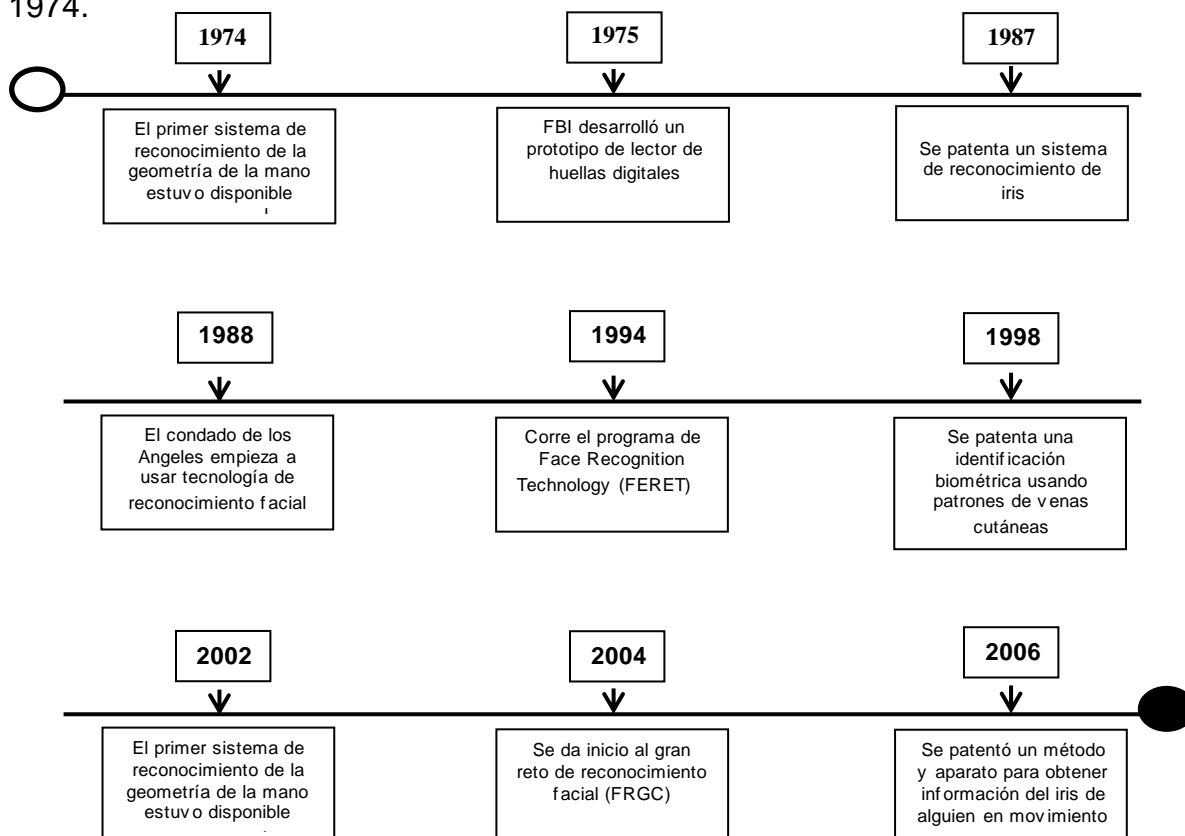 1974.
1974
1975
1987
El primer sistema de
reconocimiento de la
geometría de la mano
estuvo disponible
FBI desarrolló un
prototipo de lector de
huellas digitales
Se patenta un sistema
de reconocimiento de
iris
1988
1994
1998
El condado de los
Angeles empieza a
usar tecnología de
reconocimiento facial
Corre el programa de
Face Recognition
Technology (FERET)
Se patenta una
identificación
biométrica usando
patrones de venas
cutáneas
2002
2004
2006
El primer sistema de
reconocimiento de la
geometría de la mano
estuvo disponible
Se da inicio al gran
reto de reconocimiento
facial (FRGC)
Se patentó un método
y aparato para obtener
información del iris de
alguien en movimiento